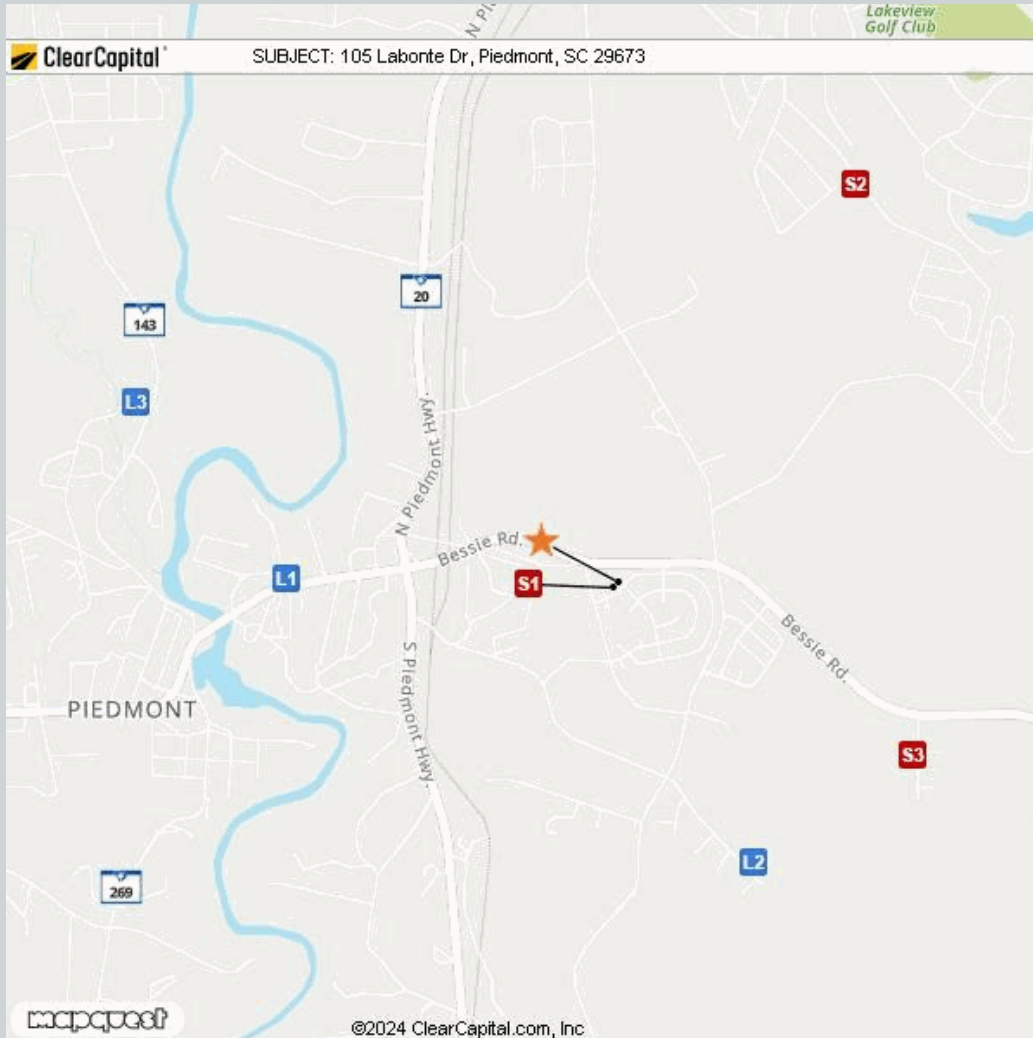 Lakeview
Golf Club
ClearCapital
SUBJECT: 105 Labonte Dr, Piedmont, SC 29673
N Pi
S2
20
143
L3
N Piedmont Hwy.
Bessie Rd.
L1
S1
S Piedmont Hwy.
Bessie Rd.
PIEDMONT
S3
L2
269
mapquest
©2024 ClearCapital.com, Inc